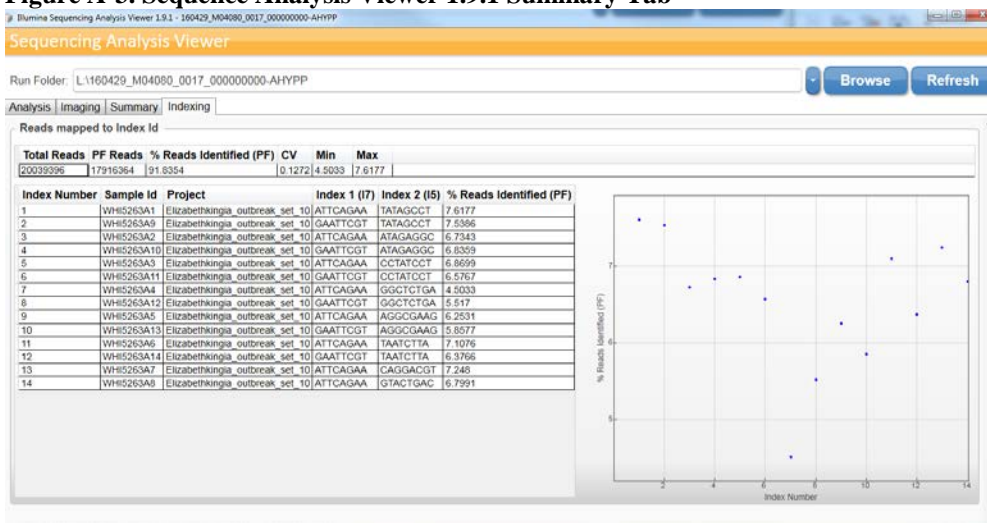 Figure A-3. Sequence Analysis Viewer 1.9.1 Summary Tab
Illumina Sequencing Analysis Viewer 1.9.1 - 160429_M04080_0017_000000000-AHYPP
Sequencing Analysis Viewer
Run Folder: L:\160429_M04080_0017_000000000-AHYPP Browse Refresh
Analysis Imaging Summary Indexing
Reads mapped to Index Id
Total Reads PF Reads % Reads Identified (PF) CV Min Max
20039396 17916364 91.6354 0.1272 4.5033 7.6177
Index Number Sample Id Project Index 1 (I7) Index 2 (I5) % Reads Identified (PF)
1 WHI5263A1 Elizabethkingia_outbreak_set_10 ATTCAGAA TATAGCCT 7.6177
2 WHI5263A9 Elizabethkingia_outbreak_set_10 GAATTCGT TATAGCCT 7.5386
3 WHI5263A2 Elizabethkingia_outbreak_set_10 ATTCAGAA ATAGAGGC 6.7343
4 WHI5263A10 Elizabethkingia_outbreak_set_10 GAATTCGT ATAGAGGC 6.8359
5 WHI5263A3 Elizabethkingia_outbreak_set_10 ATTCAGAA CCTATCCT 6.8699
6 WHI5263A11 Elizabethkingia_outbreak_set_10 GAATTCGT CCTATCCT 6.5767
7 WHI5263A4 Elizabethkingia_outbreak_set_10 ATTCAGAA GGCTCTGA 4.5033
8 WHI5263A12 Elizabethkingia_outbreak_set_10 GAATTCGT GGCTCTGA 5.517
9 WHI5263A5 Elizabethkingia_outbreak_set_10 ATTCAGAA AGGCGAAG 6.2531
10 WHI5263A13 Elizabethkingia_outbreak_set_10 GAATTCGT AGGCGAAG 5.8577
11 WHI5263A6 Elizabethkingia_outbreak_set_10 ATTCAGAA TAATCTTA 7.1076
12 WHI5263A14 Elizabethkingia_outbreak_set_10 GAATTCGT TAATCTTA 6.3766
13 WHI5263A7 Elizabethkingia_outbreak_set_10 ATTCAGAA CAGGACGT 7.248
14 WHI5263A8 Elizabethkingia_outbreak_set_10 ATTCAGAA GTACTGAC 6.7991
% Reads Identified (PF)
7
6
5
2 4 6 8 10 12 14
Index Number